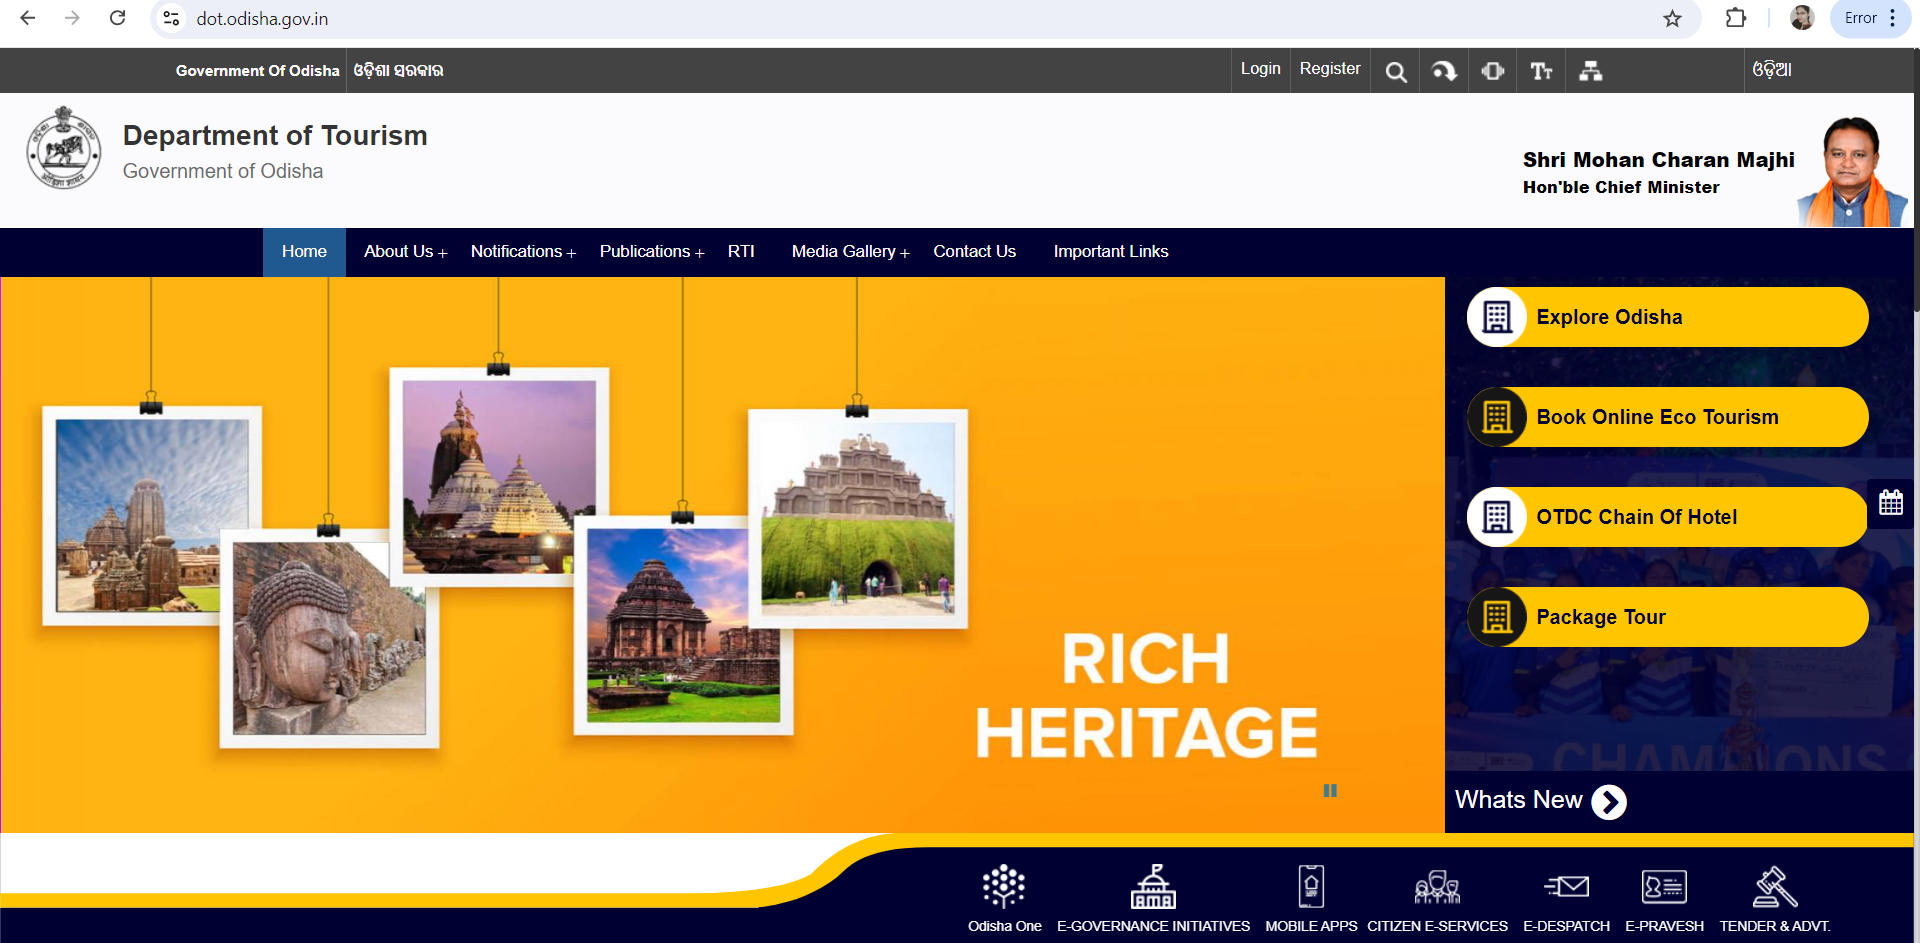 dot.odisha.gov.in
Error
Government Of Odisha ଓଡ଼ିଶା ସରକାର
Login Register
ଓଡ଼ିଆ
Department of Tourism
Government of Odisha
Shri Mohan Charan Majhi
Hon'ble Chief Minister
Home About Us + Notifications + Publications + RTI Media Gallery + Contact Us Important Links
RICH
HERITAGE
Explore Odisha
Book Online Eco Tourism
OTDC Chain Of Hotel
Package Tour
CHAMPIONS
Whats New
Odisha One E-GOVERNANCE INITIATIVES MOBILE APPS CITIZEN E-SERVICES E-DESPATCH E-PRAVESH TENDER & ADVT.